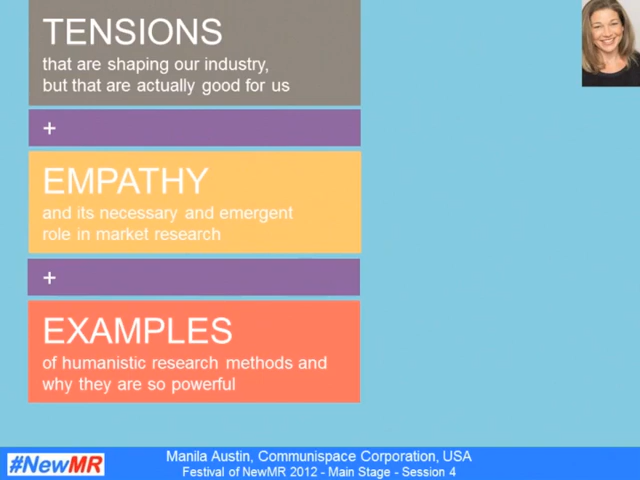 TENSIONS
that are shaping our industry,
but that are actually good for us
+
EMPATHY
and its necessary and emergent
role in market research
+
EXAMPLES
of humanistic research methods and
why they are so powerful
#NewMR
Manila Austin, Communispace Corporation, USA
Festival of NewMR 2012 - Main Stage - Session 4